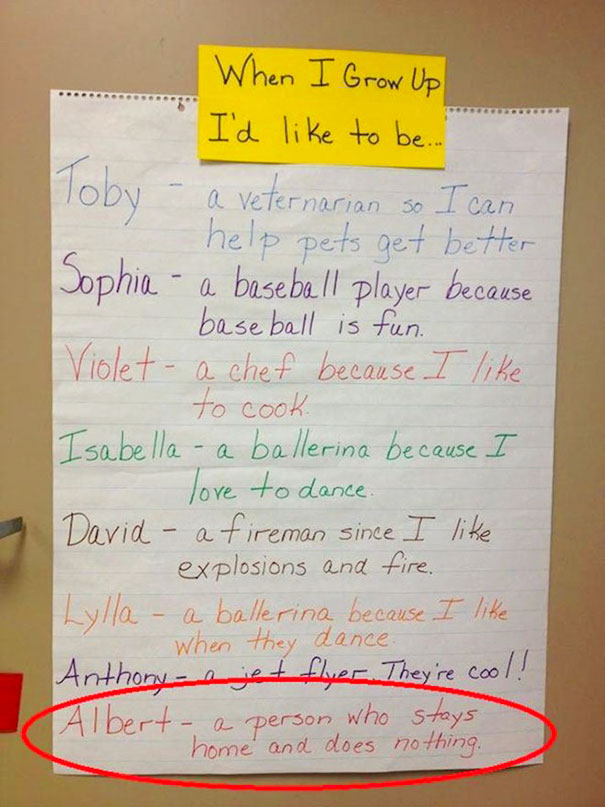 When I Grow Up
I'd like to be...
Toby - a veternarian so I can
help pets get better
Sophia - a baseball player because
baseball is fun.
Violet - a chef because I like
to cook.
Isabella - a ballerina because I
love to dance.
David - a fireman since I like
explosions and fire.
Lylla - a ballerina because I like
when they dance.
Anthony - a jet flyer. They're cool!
Albert - a person who stays
home and does nothing.